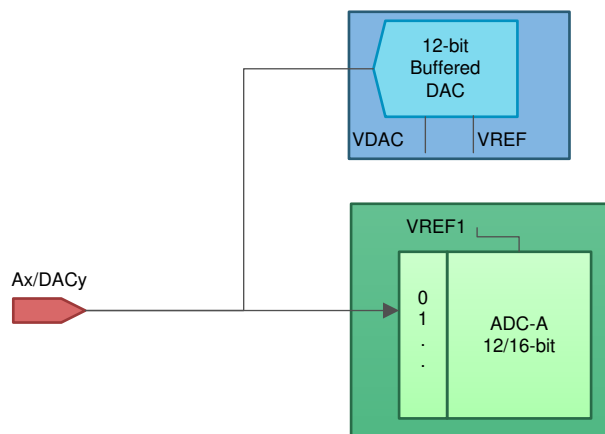 12-bit
Buffered
DAC
VDAC
VREF
VREF1
Ax/DACy
0
1
.
.
ADC-A
12/16-bit